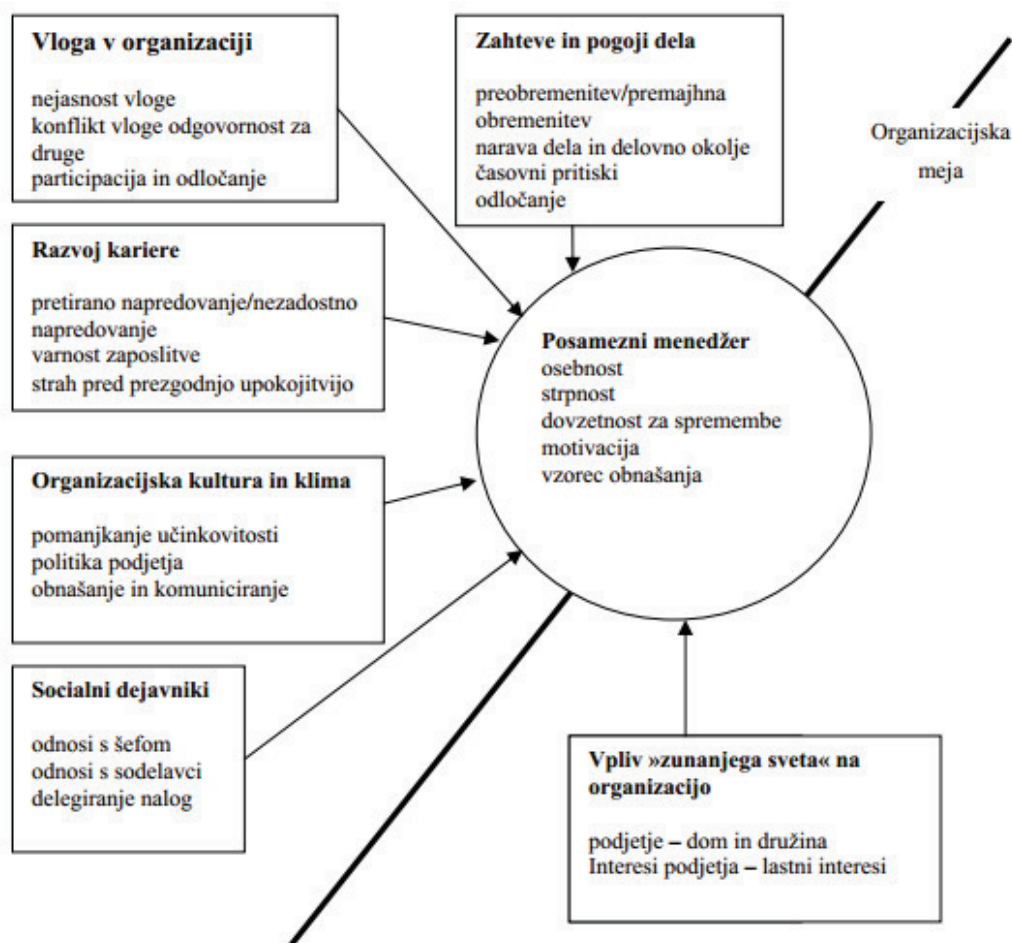 Vloga v organizaciji
nejasnost vloge
konflikt vloge odgovornost za
druge
participacija in odločanje
Zahteve in pogoji dela
preobremenitev/premajhna
obremenitev
narava dela in delovno okolje
časovni pritiski
odločanje
Organizacijska
meja
Razvoj kariere
pretirano napredovanje/nezadostno
napredovanje
varnost zaposlitve
strah pred prezgodnjo upokojitvijo
Posamezni menedžer
osebnost
strpnost
dovzetnost za spremembe
motivacija
vzorec obnašanja
Organizacijska kultura in klima
pomanjkanje učinkovitosti
politika podjetja
obnašanje in komuniciranje
Socialni dejavniki
odnosi s šefom
odnosi s sodelavci
delegiranje nalog
Vpliv »zunanjega sveta« na
organizacijo
podjetje – dom in družina
Interesi podjetja – lastni interesi